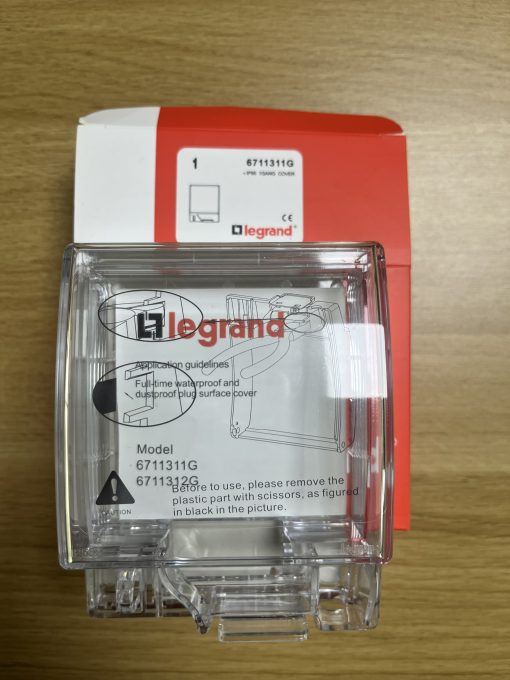 1
6711311G
IP55 1GANG COVER
CE
legrand®
legrand
Application guidelines
Full-time waterproof and
dustproof plug surface cover
Model
6711311G
6711312G
Before to use, please remove the
plastic part with scissors, as figured
in black in the picture.
CAUTION